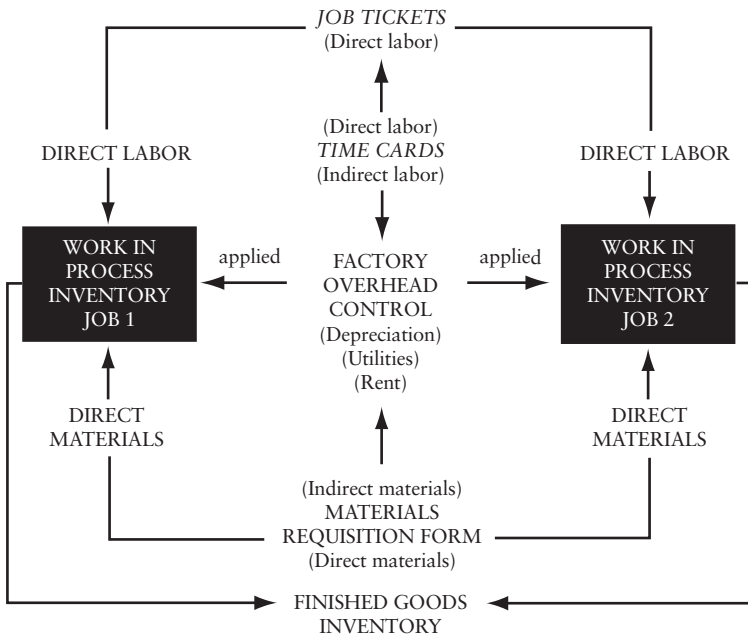 JOB TICKETS
(Direct labor)
(Direct labor)
TIME CARDS
(Indirect labor)
DIRECT LABOR
DIRECT LABOR
WORK IN
PROCESS
INVENTORY
JOB 1
applied
FACTORY
OVERHEAD
CONTROL
(Depreciation)
(Utilities)
(Rent)
applied
WORK IN
PROCESS
INVENTORY
JOB 2
DIRECT
MATERIALS
DIRECT
MATERIALS
(Indirect materials)
MATERIALS
REQUISITION FORM
(Direct materials)
FINISHED GOODS
INVENTORY